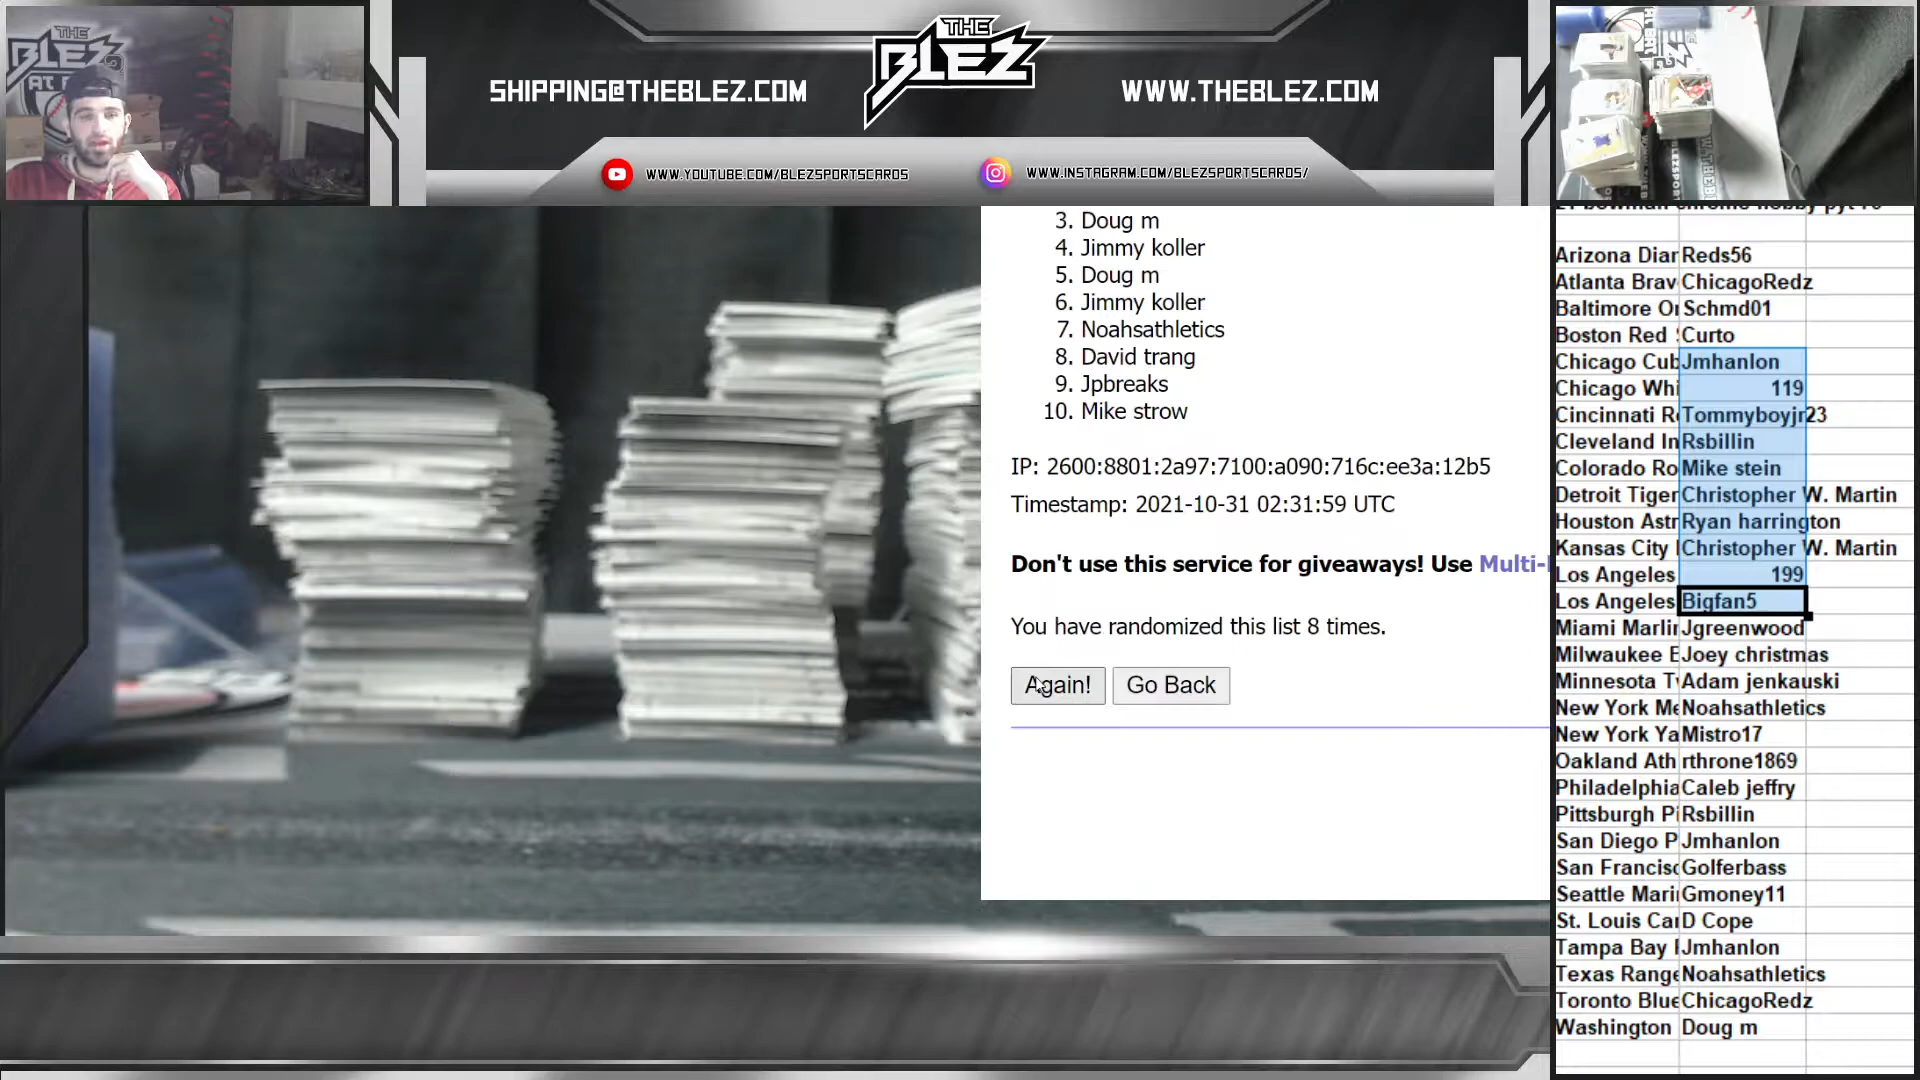 THE
BLEZ
SHIPPING@THEBLEZ.COM
WWW.THEBLEZ.COM
WWW.YOUTUBE.COM/BLEZSPORTSCARDS
WWW.INSTAGRAM.COM/BLEZSPORTSCARDS/
3. Doug m
4. Jimmy koller
5. Doug m
6. Jimmy koller
7. Noahsathletics
8. David trang
9. Jpbreaks
10. Mike strow
IP: 2600:8801:2a97:7100:a090:716c:ee3a:12b5
Timestamp: 2021-10-31 02:31:59 UTC
Don't use this service for giveaways! Use Multi-
You have randomized this list 8 times.
Again! Go Back
Arizona Diar Reds56
Atlanta Brav ChicagoRedz
Baltimore Or Schmd01
Boston Red Curto
Chicago Cub Jmhanlon
Chicago Whi 119
Cincinnati Re Tommyboyjr23
Cleveland In Rsbillin
Colorado Ro Mike stein
Detroit Tiger Christopher W. Martin
Houston Astr Ryan harrington
Kansas City Christopher W. Martin
Los Angeles 199
Los Angeles Bigfan5
Miami Marlin Jgreenwood
Milwaukee B Joey christmas
Minnesota Tw Adam jenkauski
New York Me Noahsathletics
New York Ya Mistro17
Oakland Ath rthrone1869
Philadelphia Caleb jeffry
Pittsburgh Pi Rsbillin
San Diego P Jmhanlon
San Francisc Golferbass
Seattle Mari Gmoney11
St. Louis Car D Cope
Tampa Bay Jmhanlon
Texas Range Noahsathletics
Toronto Blue ChicagoRedz
Washington Doug m